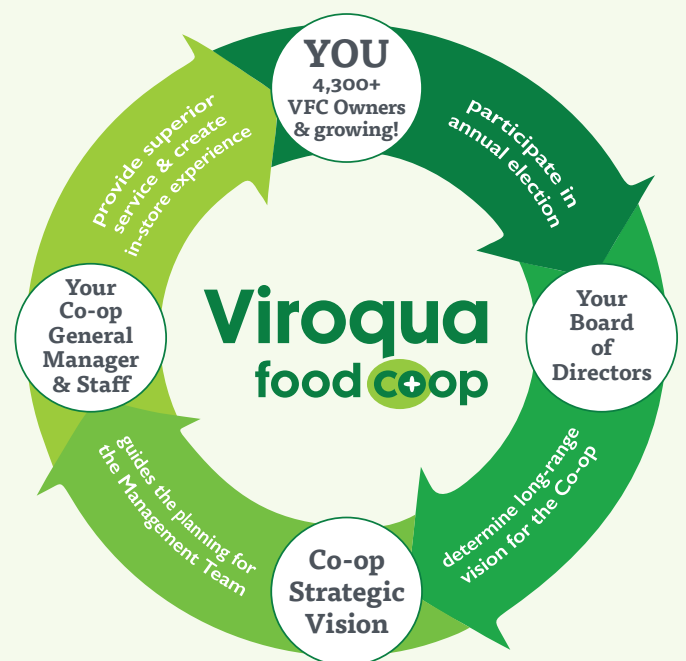 YOU
4,300+
VFC Owners
& growing!
participate in
annual election
Your
Board
of
Directors
determine long-range
vision for the Co-op
Co-op
Strategic
Vision
guides the planning for
the Management Team
Your
Co-op
General
Manager
& Staff
provide superior
service & create
in-store experience
Viroqua
food co+op